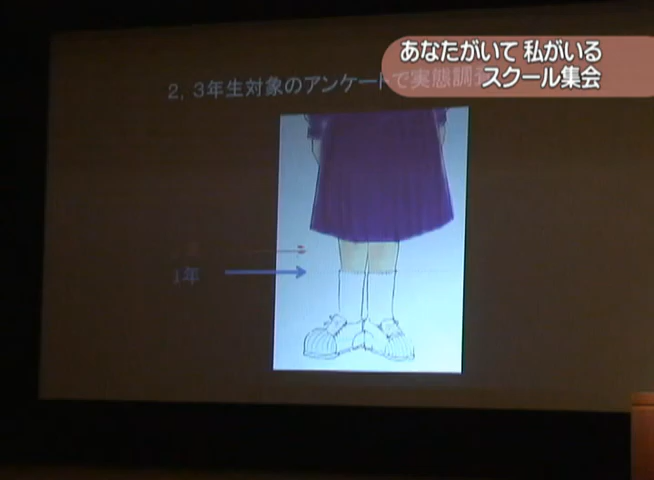 あなたがいて 私がいる
スクール集会
2, 3年生対象のアンケートで実態調査
1年